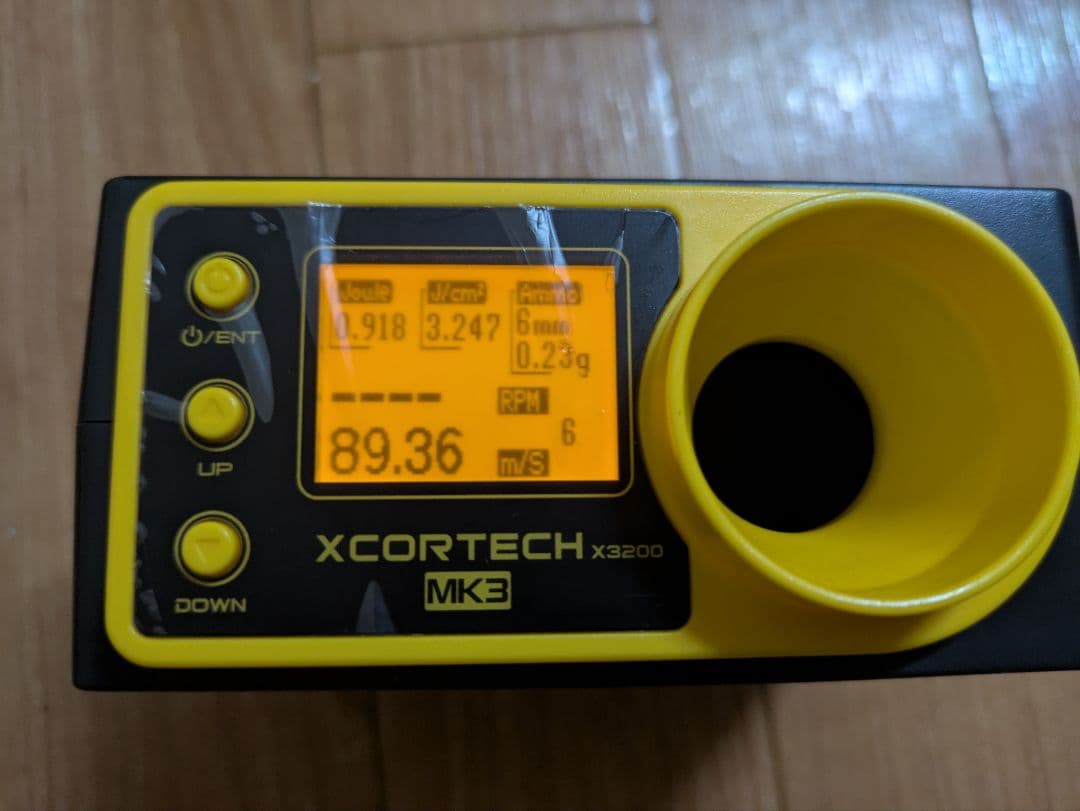 Joule J/cm² Ammo
0.918 3.247 6mm
0.23g
---- RPM
6
89.36 m/S
⏻/ENT
UP
DOWN
XCORTECH X3200
MK3